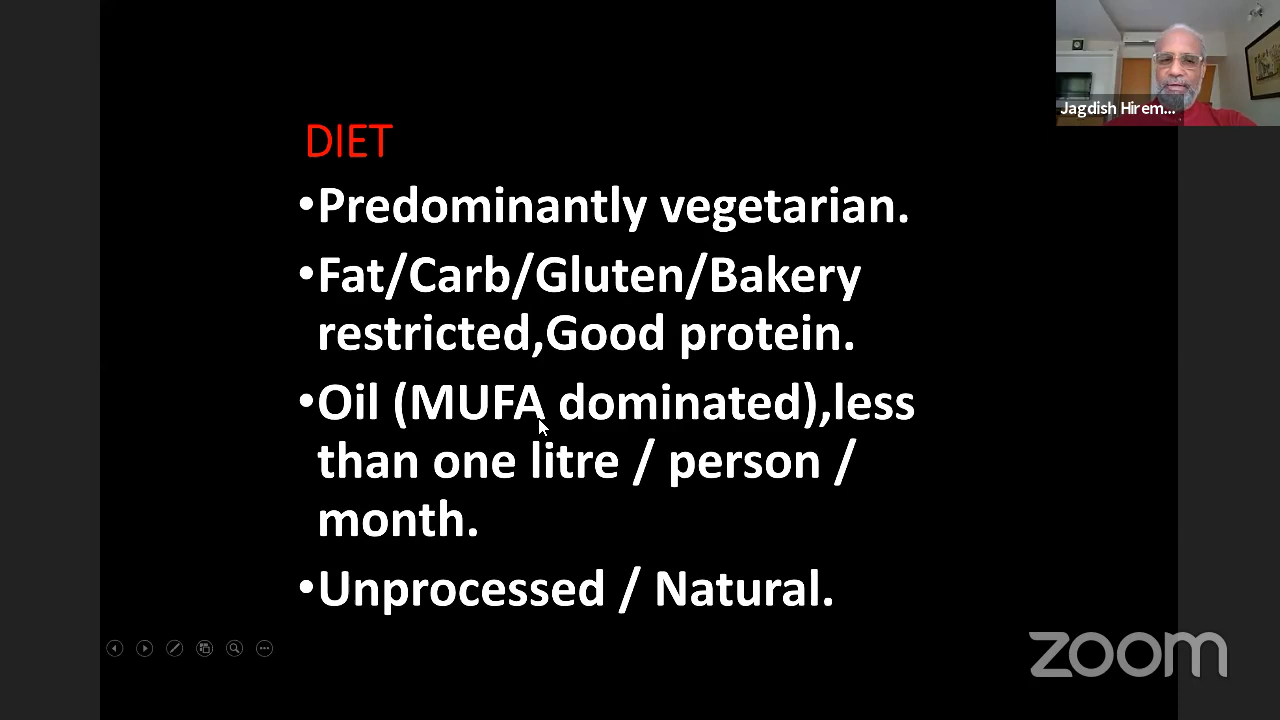 Jagdish Hirem...
DIET
•Predominantly vegetarian.
•Fat/Carb/Gluten/Bakery
restricted,Good protein.
•Oil (MUFA dominated),less
than one litre / person /
month.
•Unprocessed / Natural.
zoom